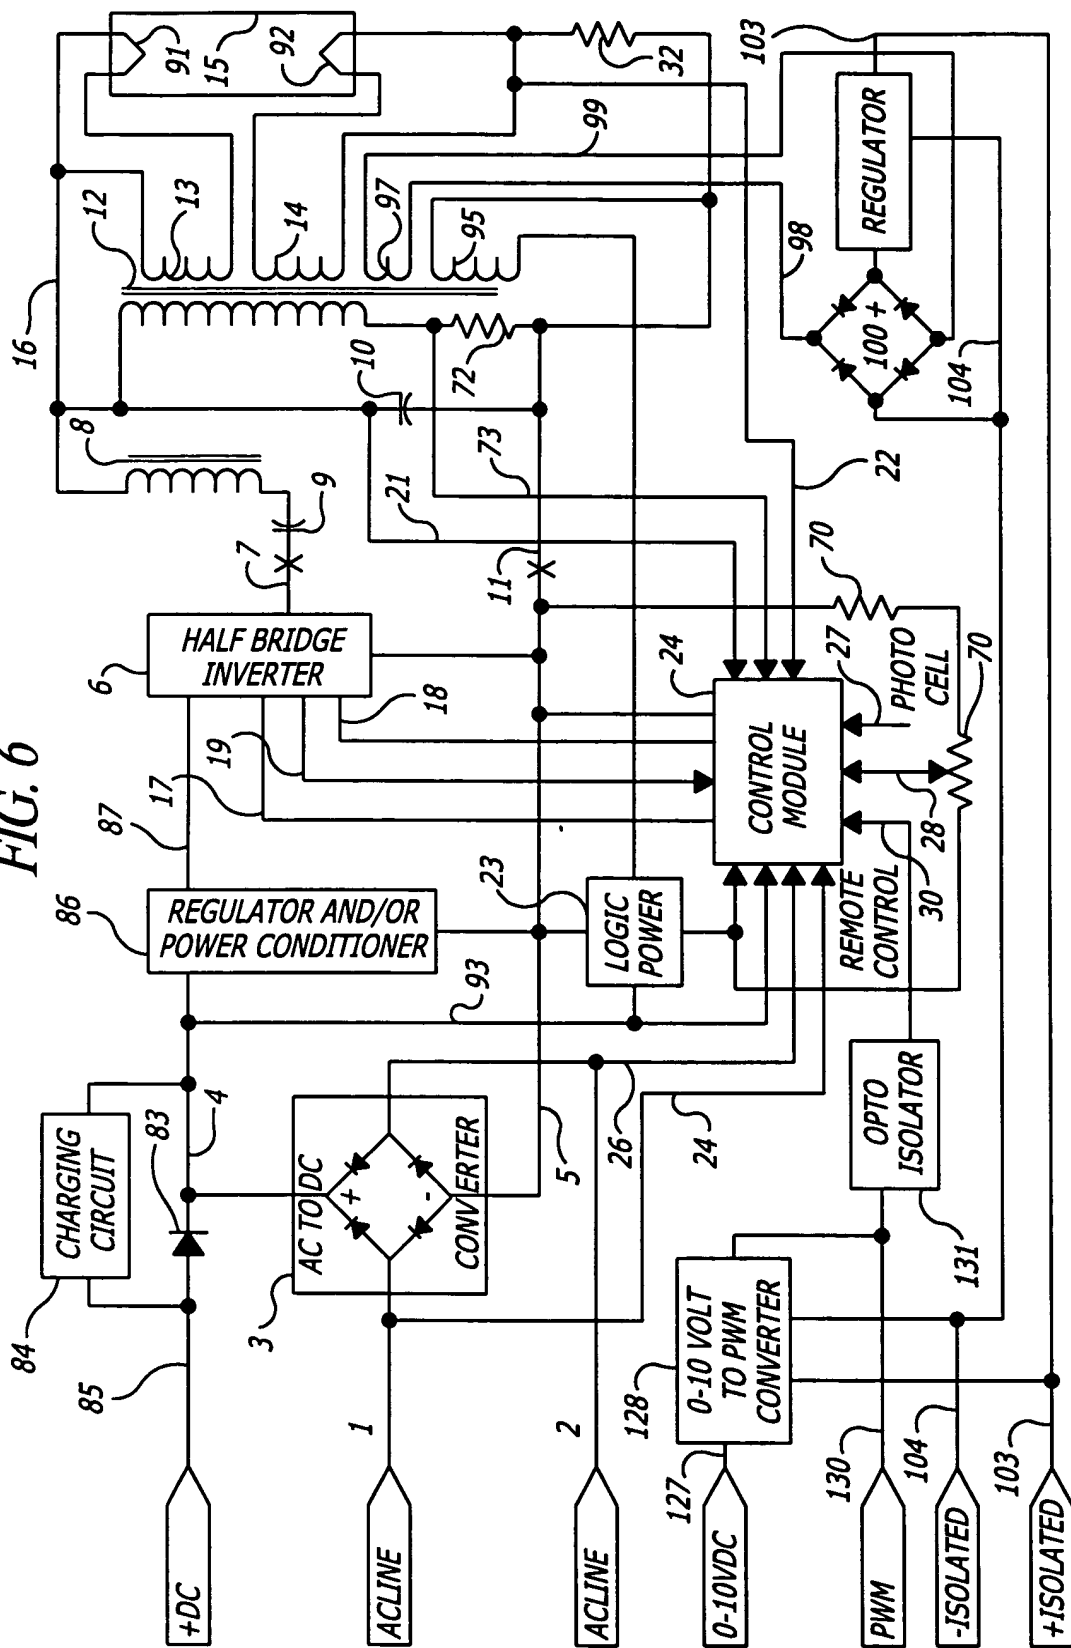 FIG. 6
+DC
85
84
CHARGING
CIRCUIT
83
4
86
REGULATOR AND/OR
POWER CONDITIONER
87
17
19
18
6
HALF BRIDGE
INVERTER
7
9
8
16
12
13
14
97
95
91
15
92
32
99
10
72
73
21
11
ACLINE
1
3
AC TO DC
CONVERTER
+
-
5
93
23
LOGIC
POWER
ACLINE
2
26
24
24
CONTROL
MODULE
22
70
27
PHOTO
CELL
70
28
30
REMOTE
CONTROL
0-10VDC
127
128
0-10 VOLT
TO PWM
CONVERTER
OPTO
ISOLATOR
131
PWM
130
-ISOLATED
104
+ISOLATED
103
98
100 +
104
REGULATOR
103